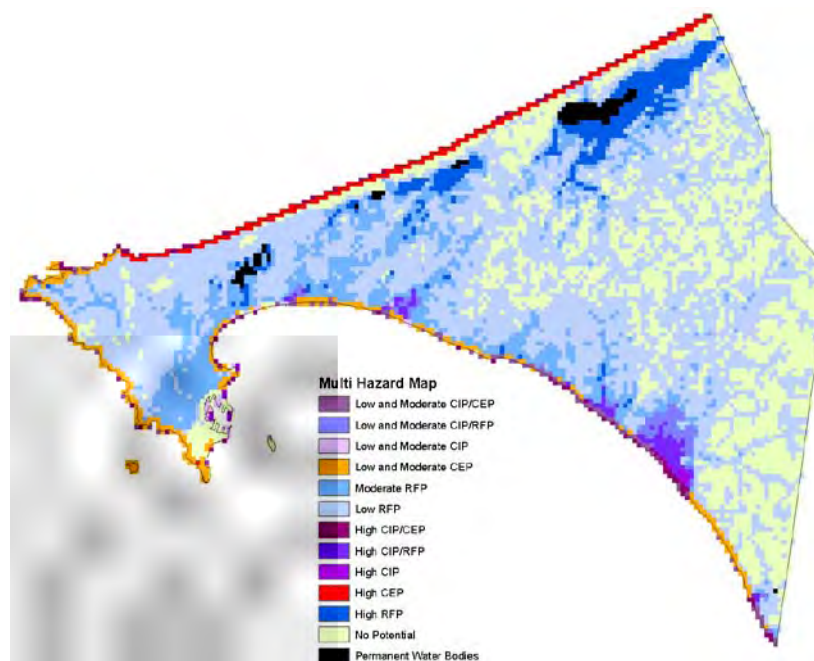 Multi Hazard Map
Low and Moderate CIP/CEP
Low and Moderate CIP/RFP
Low and Moderate CIP
Low and Moderate CEP
Moderate RFP
Low RFP
High CIP/CEP
High CIP/RFP
High CIP
High CEP
High RFP
No Potential
Permanent Water Bodies